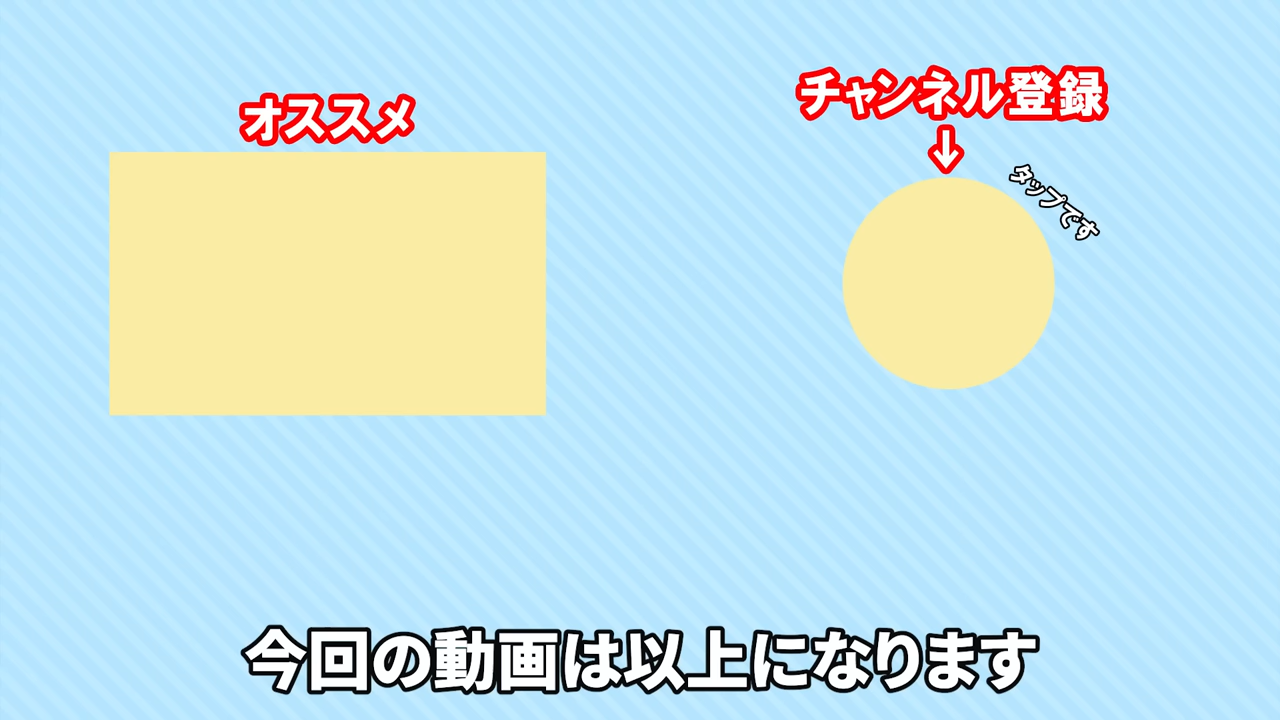 オススメ
チャンネル登録
↓
タップです
今回の動画は以上になります